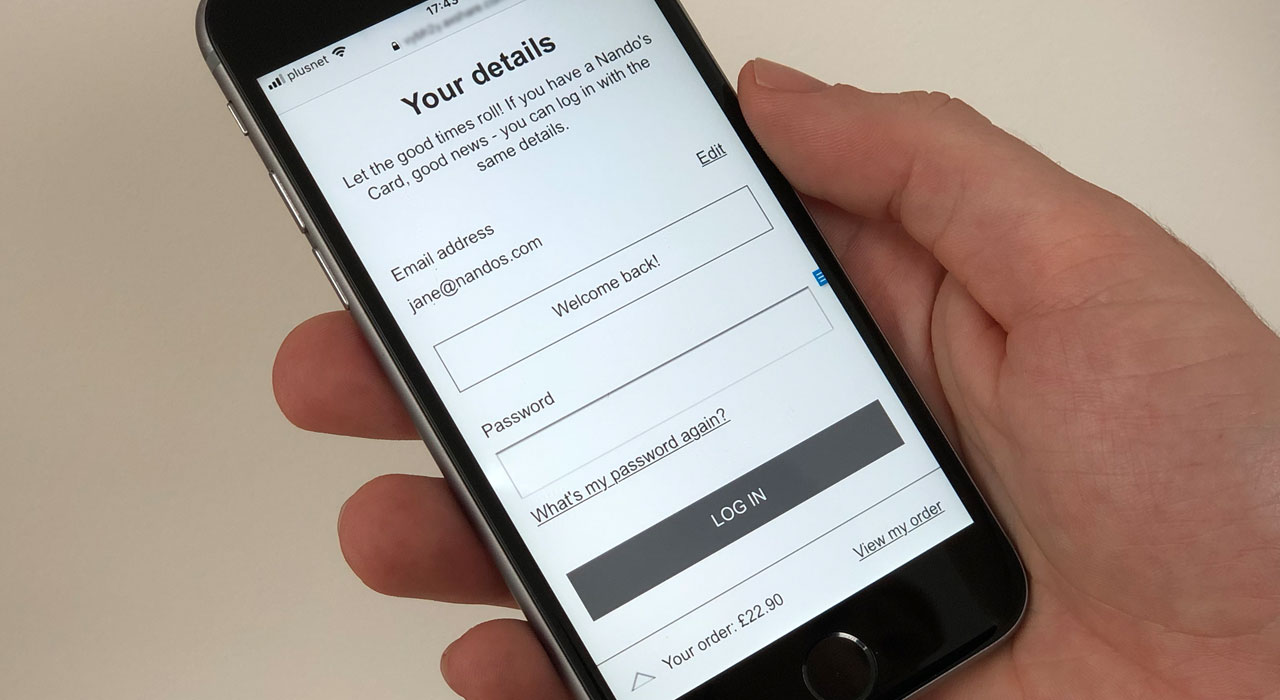 17:43
plusnet
Your details
Let the good times roll! If you have a Nando's
Card, good news - you can log in with the
same details.
Edit
Email address
jane@nandos.com
Welcome back!
Password
What's my password again?
LOG IN
View my order
Your order: £22.90